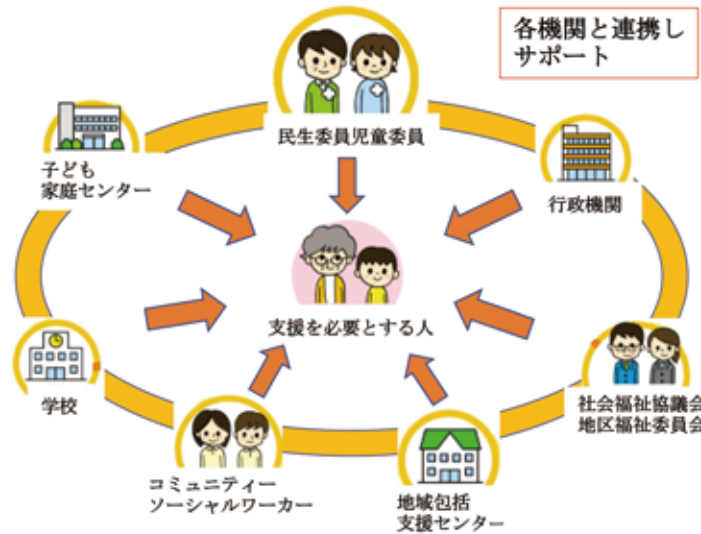 各機関と連携し
サポート
民生委員児童委員
子ども
家庭センター
行政機関
支援を必要とする人
学校
社会福祉協議会
地区福祉委員会
コミュニティー
ソーシャルワーカー
地域包括
支援センター